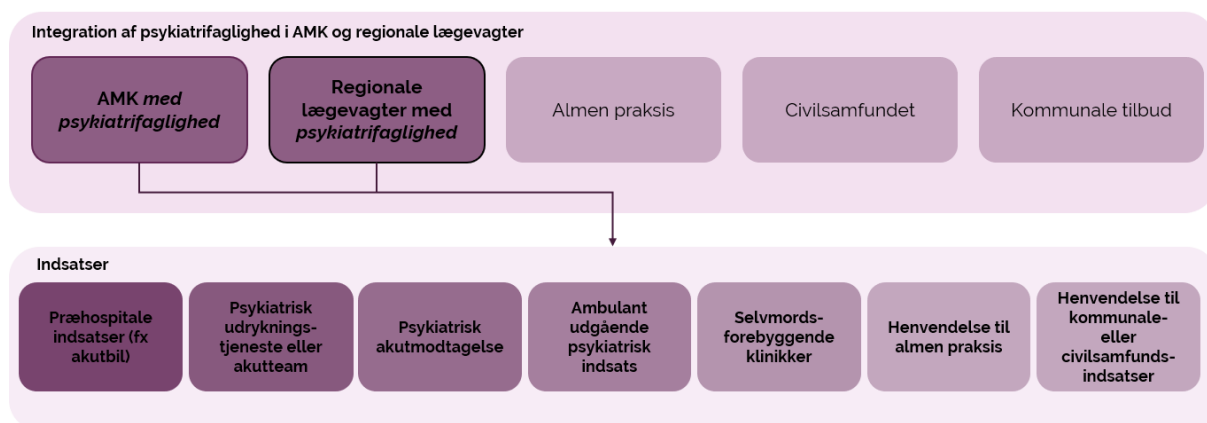 Integration af psykiatrifaglighed i AMK og regionale lægevagter
AMK med
psykiatrifaglighed
Regionale
lægevagter med
psykiatrifaglighed
Almen praksis
Civilsamfundet
Kommunale tilbud
Indsatser
Præhospitale
indsatser (fx
akutbil)
Psykiatrisk
udryknings-
tjeneste eller
akutteam
Psykiatrisk
akutmodtagelse
Ambulant
udgående
psykiatrisk
indsats
Selvmords-
forebyggende
klinikker
Henvendelse til
almen praksis
Henvendelse til
kommunale-
eller
civilsamfunds-
indsatser